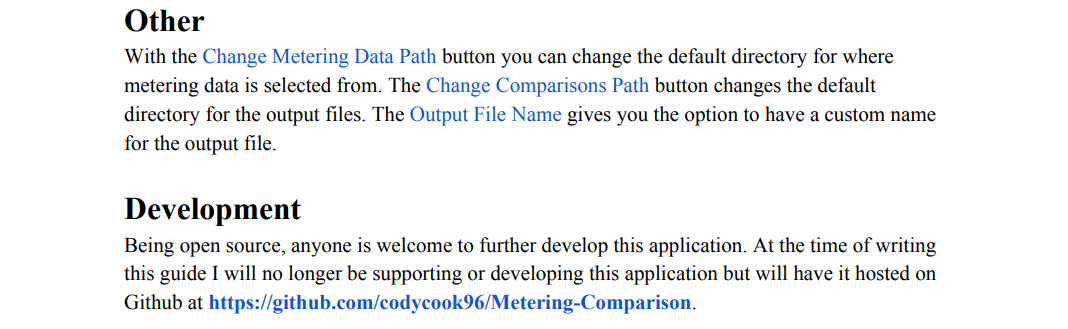 Other
With the Change Metering Data Path button you can change the default directory for where
metering data is selected from. The Change Comparisons Path button changes the default
directory for the output files. The Output File Name gives you the option to have a custom name
for the output file.
Development
Being open source, anyone is welcome to further develop this application. At the time of writing
this guide I will no longer be supporting or developing this application but will have it hosted on
Github at https://github.com/codycook96/Metering-Comparison.